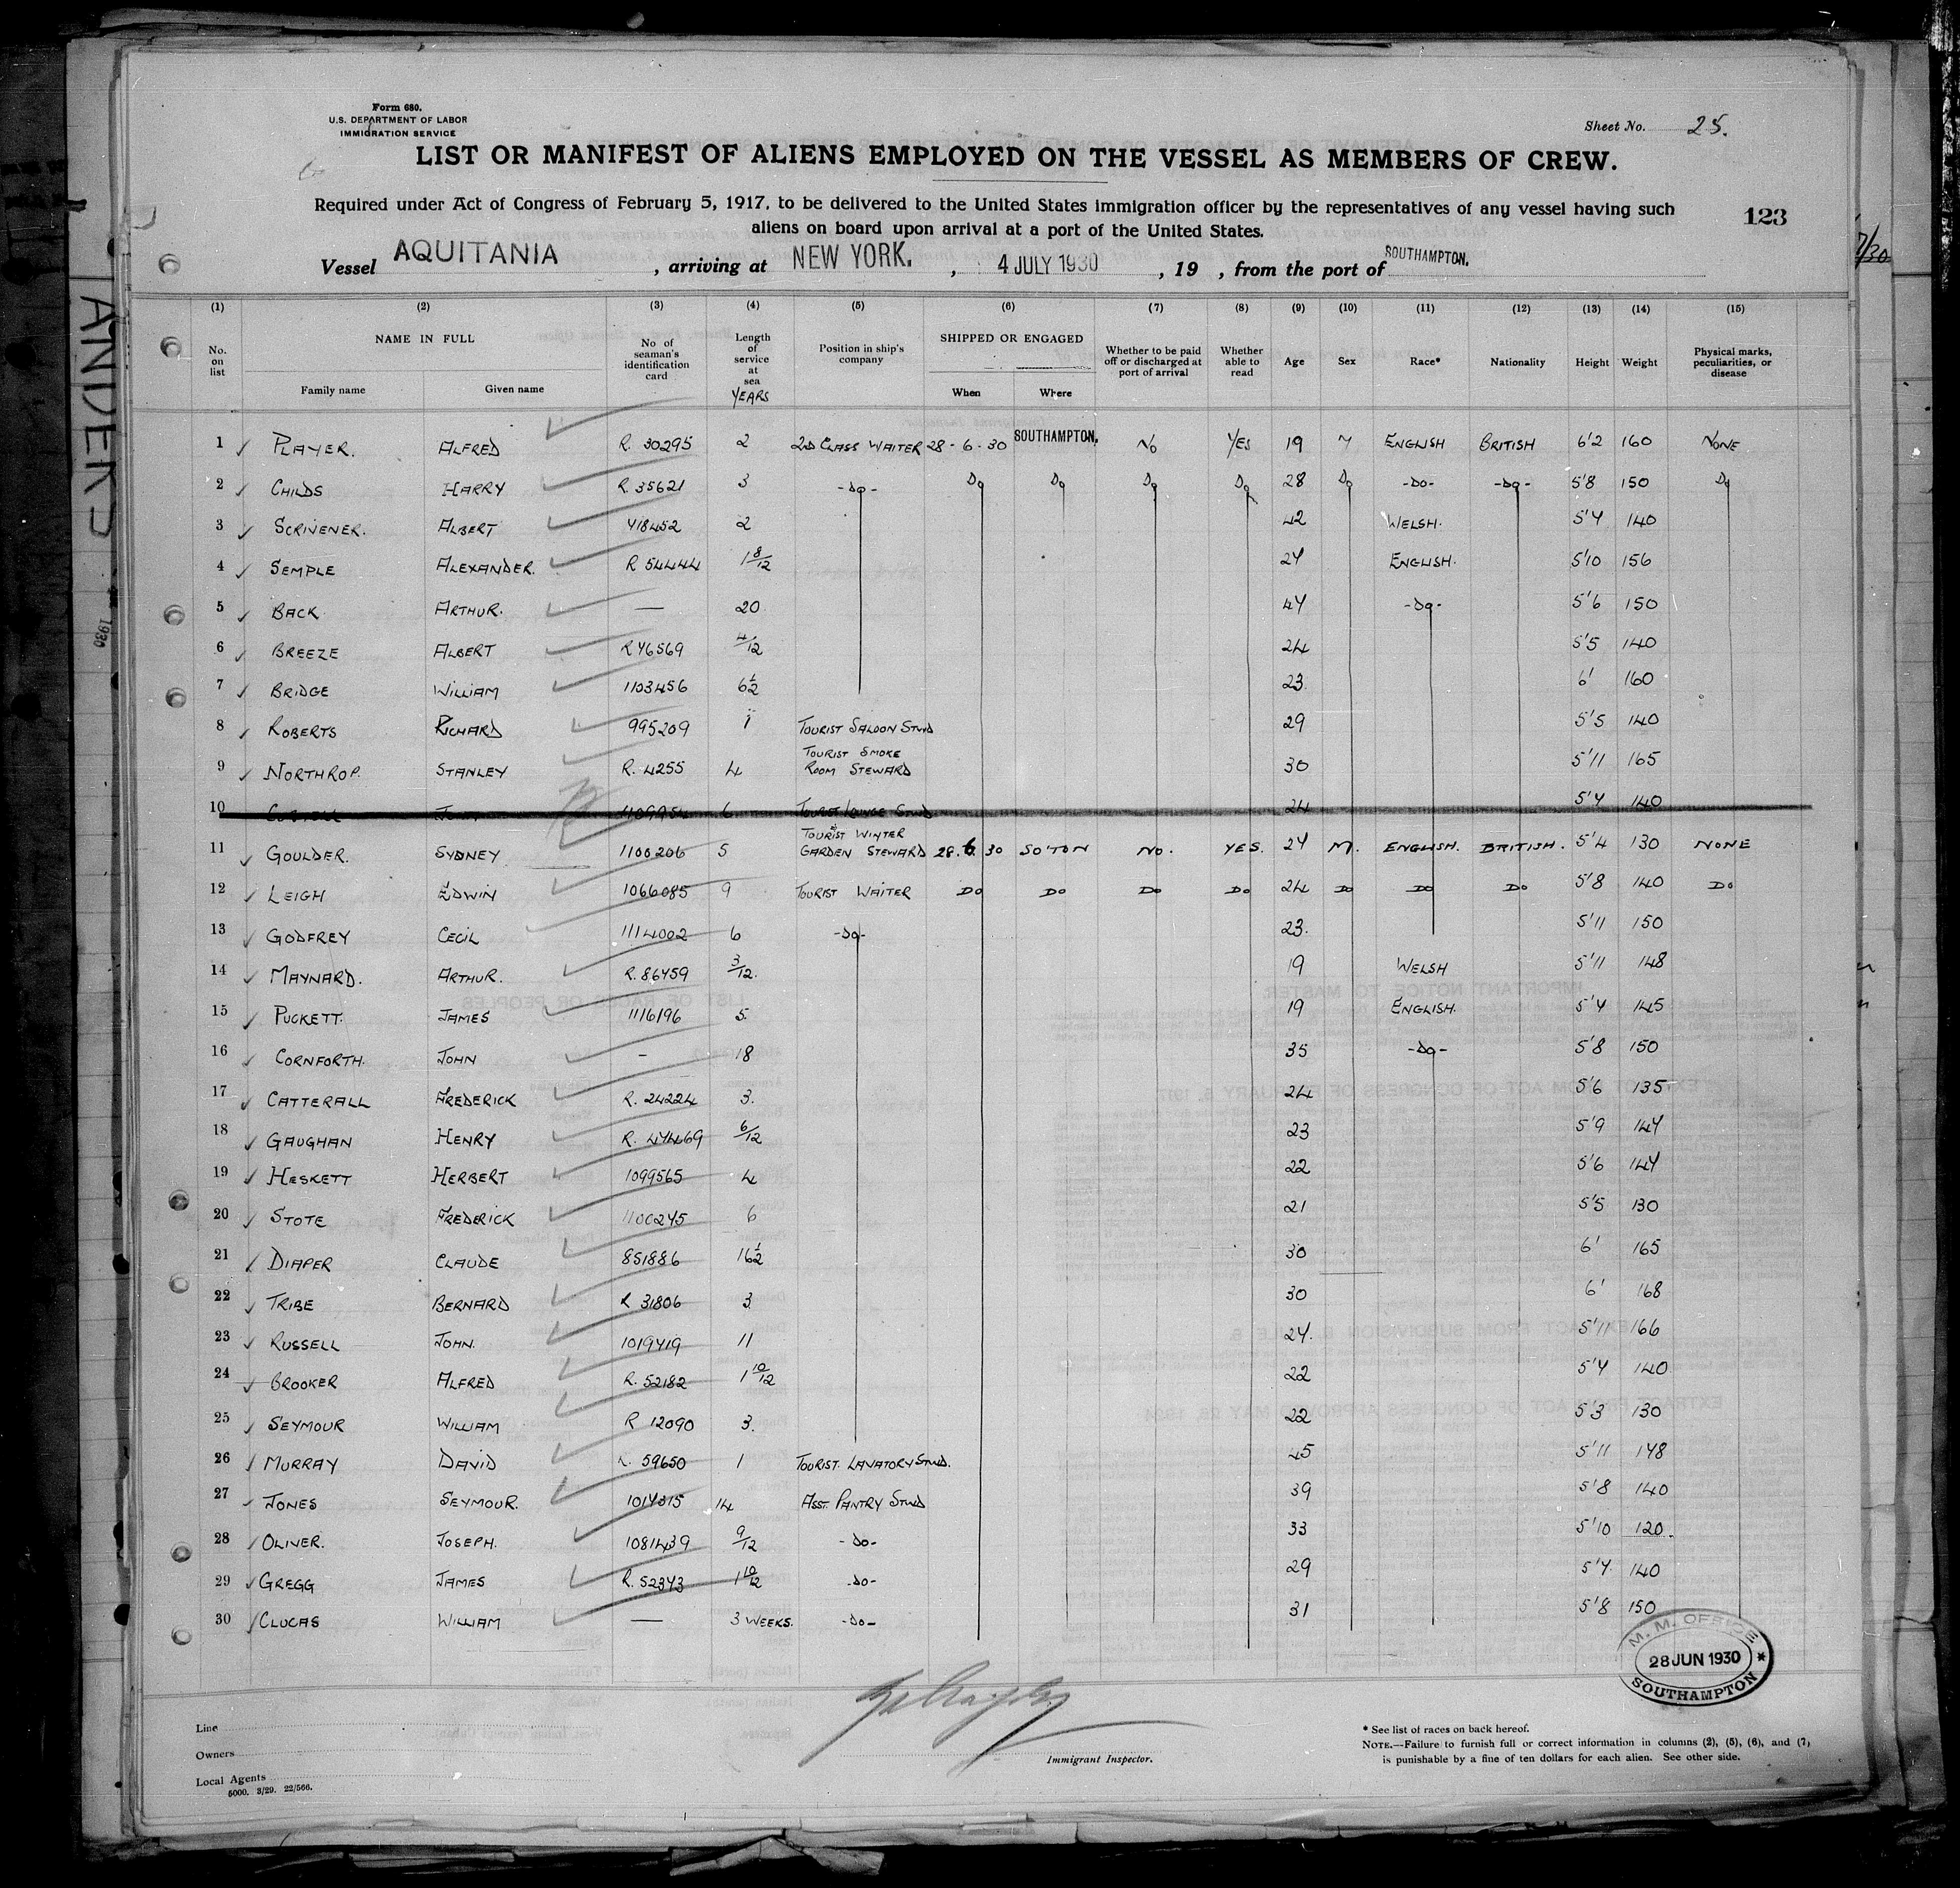 Form 680.
U.S. DEPARTMENT OF LABOR
IMMIGRATION SERVICE
Sheet No. 25.
LIST OR MANIFEST OF ALIENS EMPLOYED ON THE VESSEL AS MEMBERS OF CREW.
Required under Act of Congress of February 5, 1917, to be delivered to the United States immigration officer by the representatives of any vessel having such
aliens on board upon arrival at a port of the United States.
123
Vessel AQUITANIA, arriving at NEW YORK., 4 JULY 1930, 19 , from the port of SOUTHAMPTON.
(1) (2) (3) (4) (5) (6) (7) (8) (9) (10) (11) (12) (13) (14) (15)
No. on list NAME IN FULL Family name Given name No of seaman's identification card Length of service at sea YEARS Position in ship's company SHIPPED OR ENGAGED When Where Whether to be paid off or discharged at port of arrival Whether able to read Age Sex Race* Nationality Height Weight Physical marks, peculiarities, or disease
1 PLAYER. ALFRED R. 30295 2 2D CLASS WAITER 28-6-30 SOUTHAMPTON. NO YES 19 M ENGLISH BRITISH 6'2 160 NONE
2 CHILDS HARRY R.35621 3 -DO- DO DO DO DO 28 DO -DO- -DO- 5'8 150 DO
3 SCRIVENER. ALBERT 418452 2 42 WELSH. 5'4 140
4 SEMPLE ALEXANDER. R 54444 1 8/12 24 ENGLISH. 5'10 156
5 BACK ARTHUR. — 20 44 -DO- 5'6 150
6 BREEZE ALBERT R 46569 4/12 24 5'5 140
7 BRIDGE WILLIAM 1103456 6½ 23 6' 160
8 ROBERTS RICHARD 995209 1 TOURIST SALOON STWD 29 5'5 140
9 NORTHROP. STANLEY R. 4255 4 TOURIST SMOKE ROOM STEWARD 30 5'11 165
10 JOHN 1109954 6 TOURIST LOUNGE STWD 24 5'4 140
11 GOULDER. SYDNEY 1100206 5 TOURIST WINTER GARDEN STEWARD 28.6.30 SO'TON NO. YES. 24 M. ENGLISH. BRITISH. 5'4 130 NONE
12 LEIGH EDWIN 1066085 9 TOURIST WAITER DO DO DO DO 24 DO DO DO 5'8 140 DO
13 GODFREY CECIL 1114002 6 -DO- 23. 5'11 150
14 MAYNARD. ARTHUR. R.86459 3/12. 19 WELSH 5'11 148
15 PUCKETT. JAMES 1116196 5. 19 ENGLISH. 5'4 145
16 CORNFORTH. JOHN - 18 35 -DO- 5'8 150
17 CATTERALL FREDERICK R. 24224 3. 24 5'6 135
18 GAUGHAN HENRY R. 44469 6/12 23 5'9 144
19 HESKETT HERBERT 1099565 4 22 5'6 144
20 STOTE FREDERICK 1100245 6 21 5'5 130
21 DIAPER CLAUDE 851886 16½ 30 6' 165
22 TRIBE BERNARD R 31806 3. 30 6' 168
23 RUSSELL JOHN. 1019419 11 24. 5'11 166
24 BROOKER ALFRED R. 52182 1 10/12 22 5'4 140
25 SEYMOUR WILLIAM R 12090 3. 22 5'3 130
26 MURRAY DAVID R. 59650 1 TOURIST LAVATORY STWD. 45 5'11 148
27 JONES SEYMOUR. 1014315 14 ASST. PANTRY STWD 39 5'8 140
28 OLIVER. JOSEPH. 1081439 9/12 -DO- 33 5'10 120.
29 GREGG JAMES R. 52343 1 10/12 -DO- 29 5'4. 140
30 CLUCAS WILLIAM — 3 WEEKS. -DO- 31 5'8 150
M. M. OFFICE
28 JUN 1930
SOUTHAMPTON
Line
Owners
Local Agents
5000. 3/29. 22/566.
Immigrant Inspector.
* See list of races on back hereof.
NOTE.—Failure to furnish full or correct information in columns (2), (5), (6), and (7,
is punishable by a fine of ten dollars for each alien. See other side.